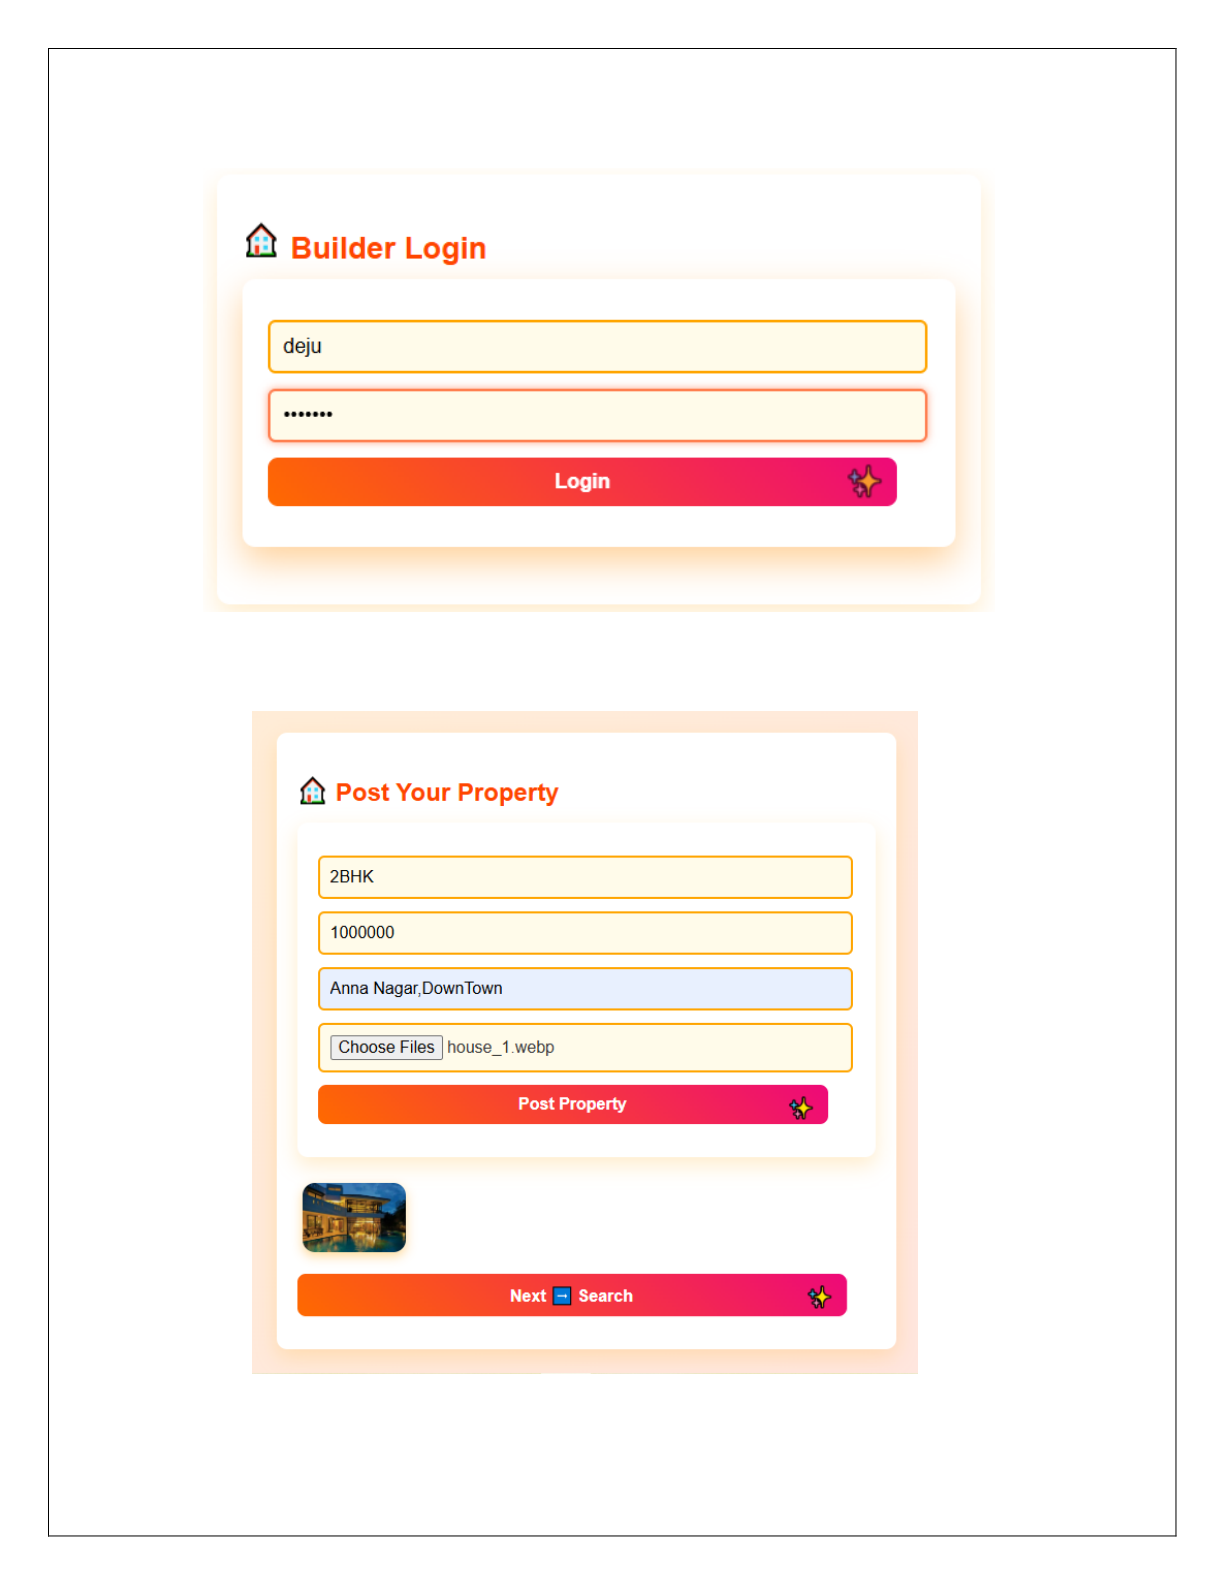 Builder Login
deju
•••••••
Login
Post Your Property
2BHK
1000000
Anna Nagar,DownTown
Choose Files house_1.webp
Post Property
Next → Search